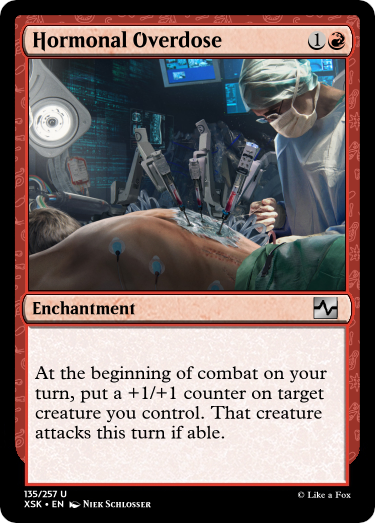 Hormonal Overdose 1
Enchantment
At the beginning of combat on your
turn, put a +1/+1 counter on target
creature you control. That creature
attacks this turn if able.
135/257 U
XSK • EN Niek Schlosser
© Like a Fox